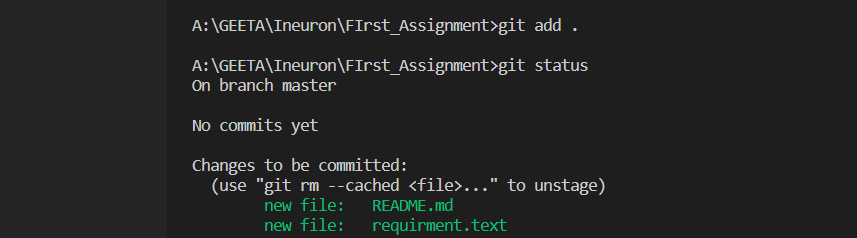 A:\GEETA\Ineuron\FIrst_Assignment>git add .
A:\GEETA\Ineuron\FIrst_Assignment>git status
On branch master
No commits yet
Changes to be committed:
(use "git rm --cached <file>..." to unstage)
new file:   README.md
new file:   requirment.text